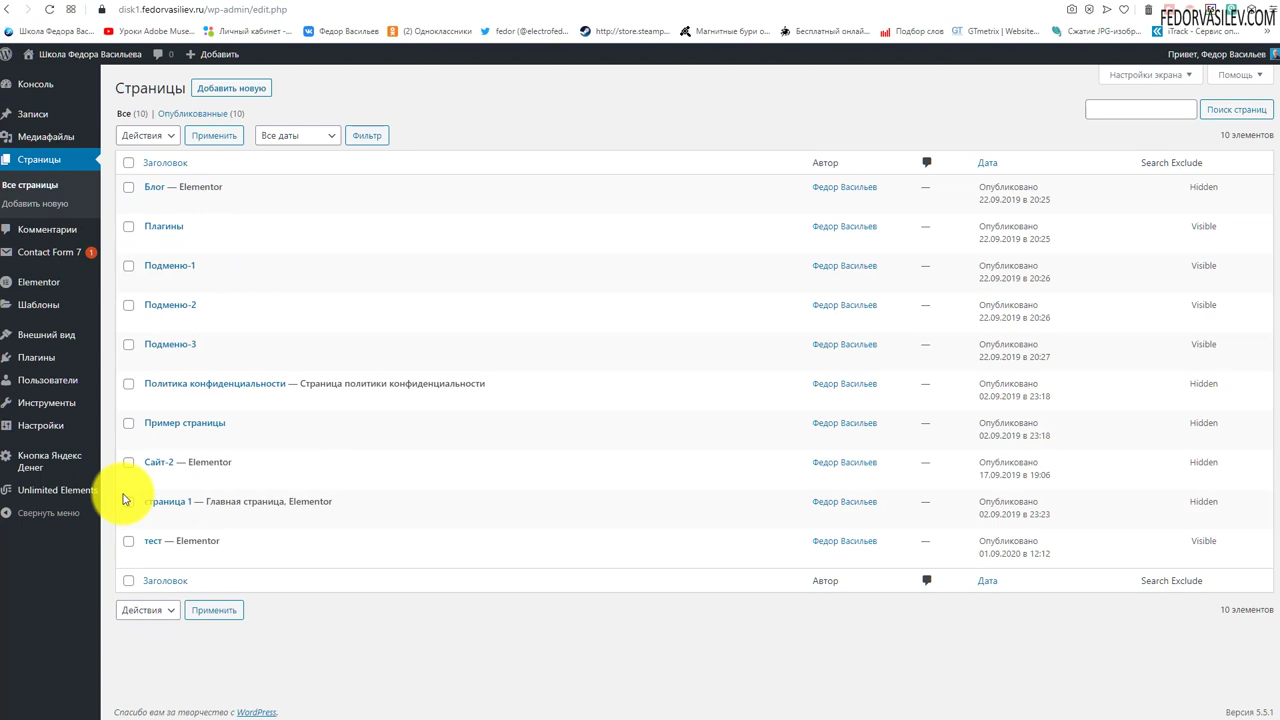 disk1.fedorvasiliev.ru/wp-admin/edit.php
FEDORVASILEV.COM
Школа Федора Вас...
Уроки Adobe Muse...
Личный кабинет -...
Федор Васильев
(2) Одноклассники
fedor (@electrofed...
http://store.steamp...
Магнитные бури о...
Бесплатный онлай...
Подбор слов
GTmetrix | Website...
Сжатие JPG-изобр...
iTrack - Сервис оп...
Школа Федора Васильева
0
Добавить
Привет, Федор Васильев
Консоль
Записи
Медиафайлы
Страницы
Все страницы
Добавить новую
Комментарии
Contact Form 7 1
Elementor
Шаблоны
Внешний вид
Плагины
Пользователи
Инструменты
Настройки
Кнопка Яндекс
Денег
Unlimited Elements
Свернуть меню
Настройки экрана
Помощь
Страницы
Добавить новую
Все (10) | Опубликованные (10)
Поиск страниц
Действия
Применить
Все даты
Фильтр
10 элементов
Заголовок Автор Дата Search Exclude
Блог — Elementor Федор Васильев — Опубликовано Hidden
22.09.2019 в 20:25
Плагины Федор Васильев — Опубликовано Visible
22.09.2019 в 20:25
Подменю-1 Федор Васильев — Опубликовано Visible
22.09.2019 в 20:26
Подменю-2 Федор Васильев — Опубликовано Visible
22.09.2019 в 20:26
Подменю-3 Федор Васильев — Опубликовано Visible
22.09.2019 в 20:27
Политика конфиденциальности — Страница политики конфиденциальности Федор Васильев — Опубликовано Hidden
02.09.2019 в 23:18
Пример страницы Федор Васильев — Опубликовано Hidden
02.09.2019 в 23:18
Сайт-2 — Elementor Федор Васильев — Опубликовано Hidden
17.09.2019 в 19:06
страница 1 — Главная страница, Elementor Федор Васильев — Опубликовано Hidden
02.09.2019 в 23:23
тест — Elementor Федор Васильев — Опубликовано Visible
01.09.2020 в 12:12
Заголовок Автор Дата Search Exclude
Действия
Применить
10 элементов
Спасибо вам за творчество с WordPress.
Версия 5.5.1